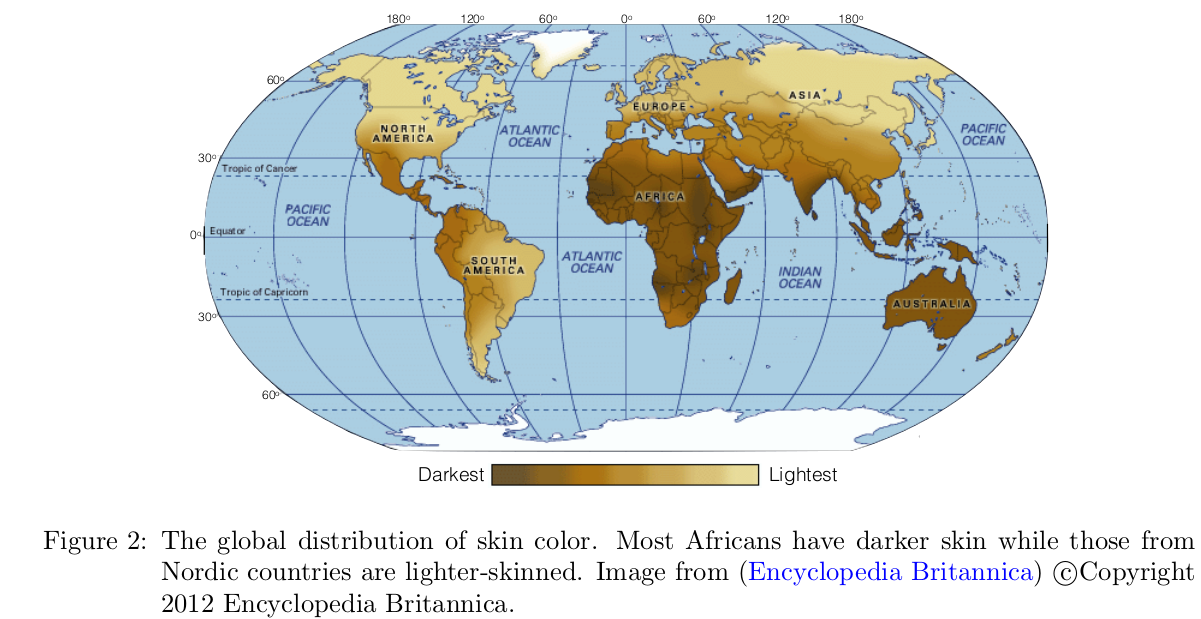 180° 120° 60° 0° 60° 120° 180°
60°
ASIA
EUROPE
NORTH
AMERICA
ATLANTIC
OCEAN
PACIFIC
OCEAN
30°
Tropic of Cancer
AFRICA
PACIFIC
OCEAN
0°
Equator
SOUTH
AMERICA
ATLANTIC
OCEAN
INDIAN
OCEAN
Tropic of Capricorn
AUSTRALIA
30°
60°
Darkest Lightest
Figure 2: The global distribution of skin color. Most Africans have darker skin while those from
Nordic countries are lighter-skinned. Image from (Encyclopedia Britannica) ©Copyright
2012 Encyclopedia Britannica.